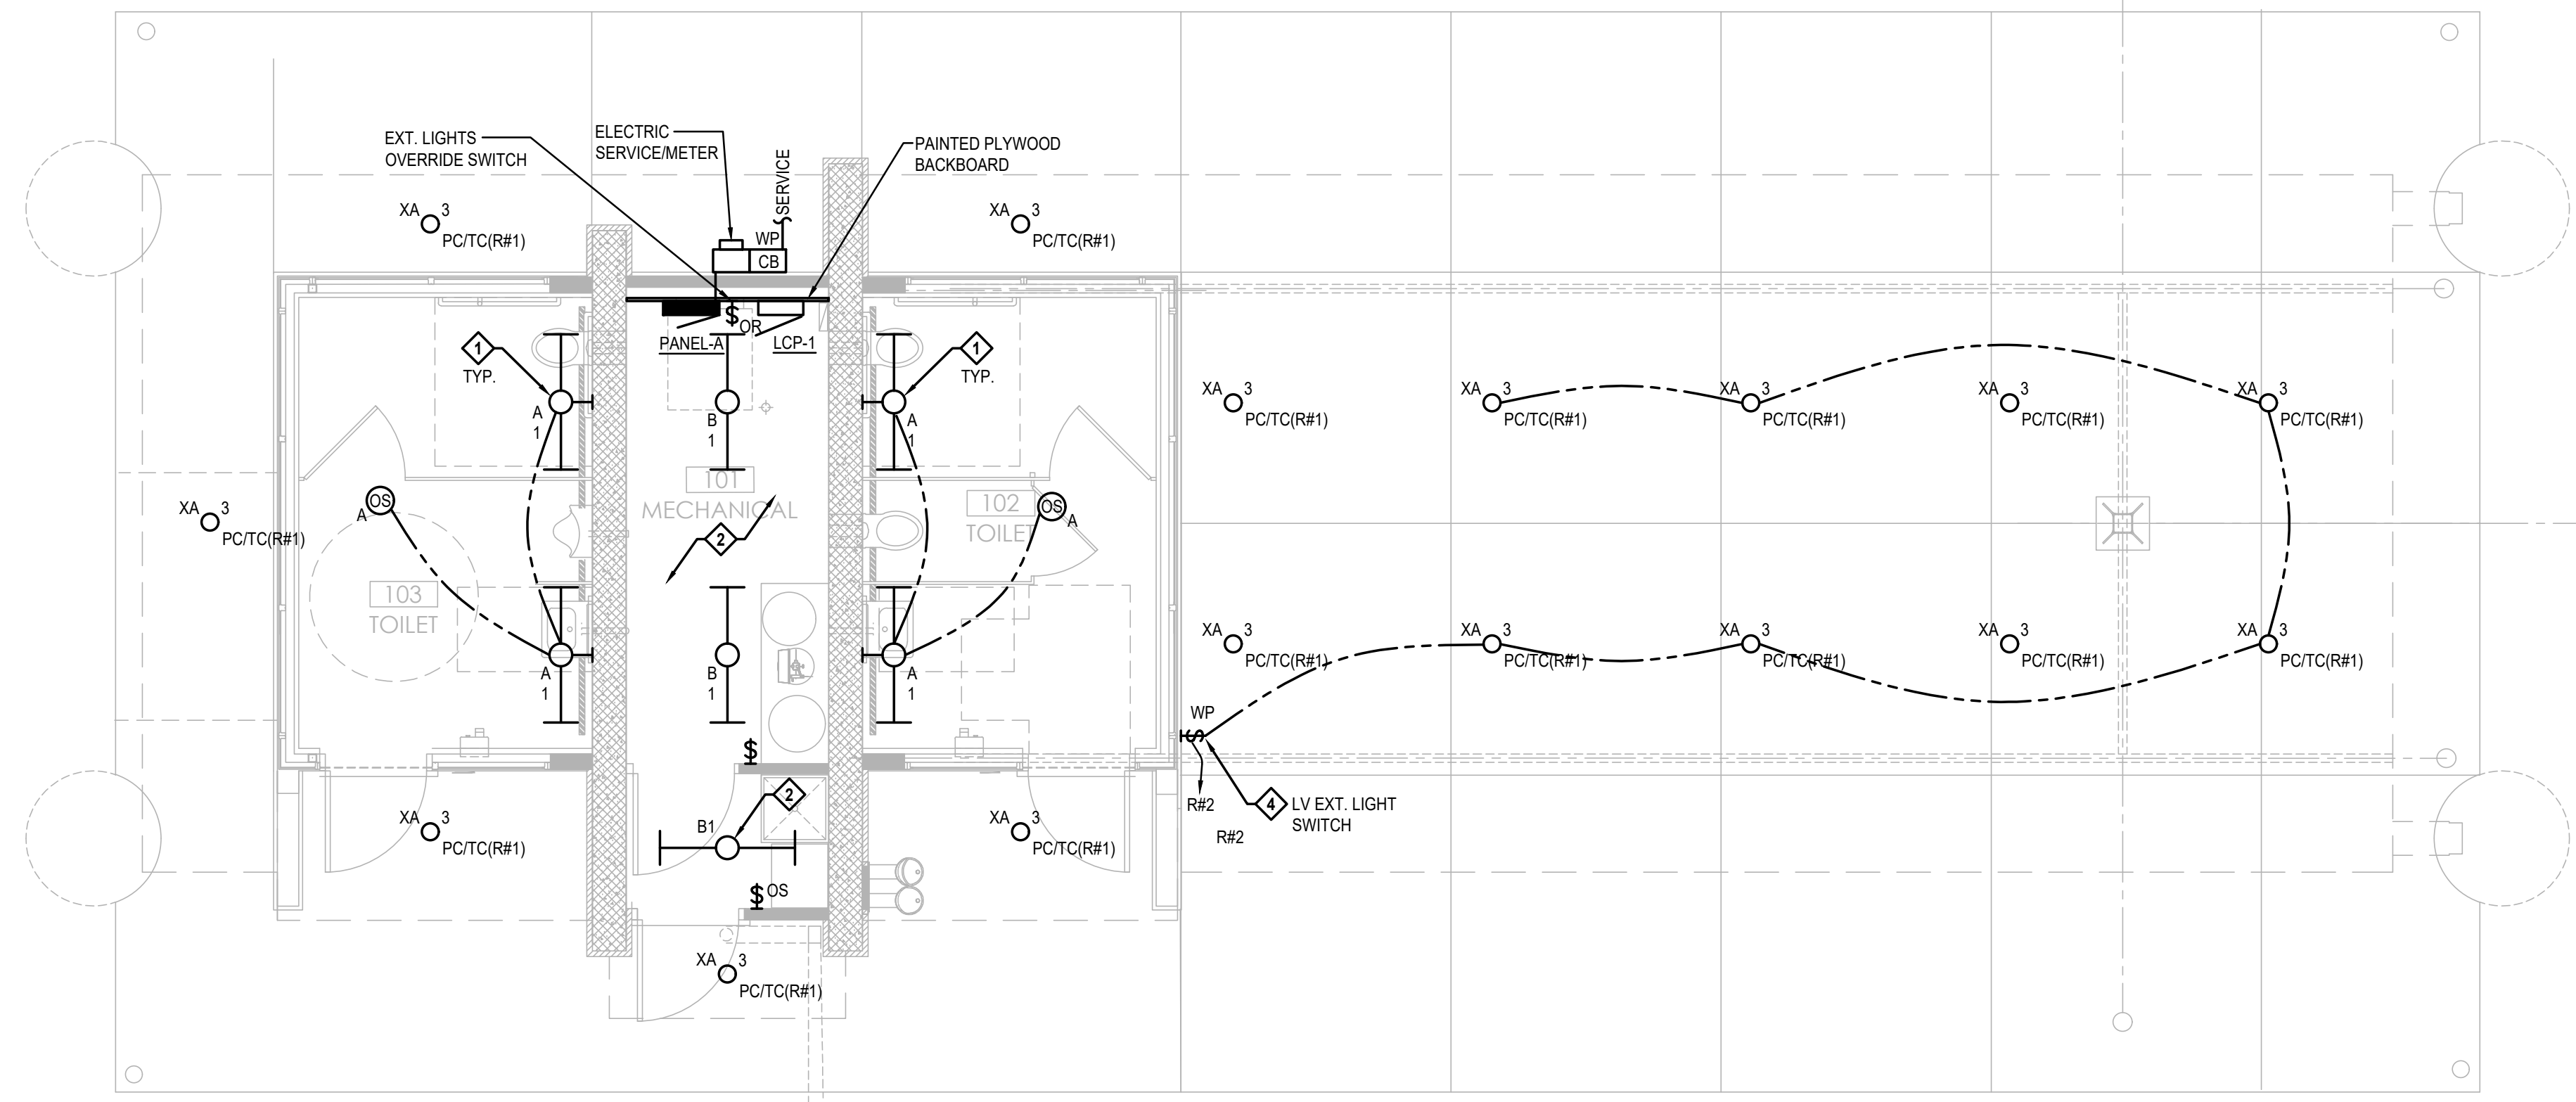 EXT. LIGHTS
OVERRIDE SWITCH
ELECTRIC
SERVICE/METER
SERVICE
PAINTED PLYWOOD
BACKBOARD
XA 3
PC/TC(R#1)
WP
CB
XA 3
PC/TC(R#1)
$ OR
PANEL-A
LCP-1
1
TYP.
1
TYP.
A
1
B
1
A
1
XA 3
PC/TC(R#1)
XA 3
PC/TC(R#1)
XA 3
PC/TC(R#1)
XA 3
PC/TC(R#1)
XA 3
PC/TC(R#1)
101
MECHANICAL
102
TOILET
OS
A
OS
A
XA 3
PC/TC(R#1)
2
103
TOILET
A
1
B
1
A
1
XA 3
PC/TC(R#1)
XA 3
PC/TC(R#1)
XA 3
PC/TC(R#1)
XA 3
PC/TC(R#1)
XA 3
PC/TC(R#1)
WP
$
$
2
R#2
4 LV EXT. LIGHT
SWITCH
R#2
XA 3
PC/TC(R#1)
B1
XA 3
PC/TC(R#1)
$ OS
XA 3
PC/TC(R#1)